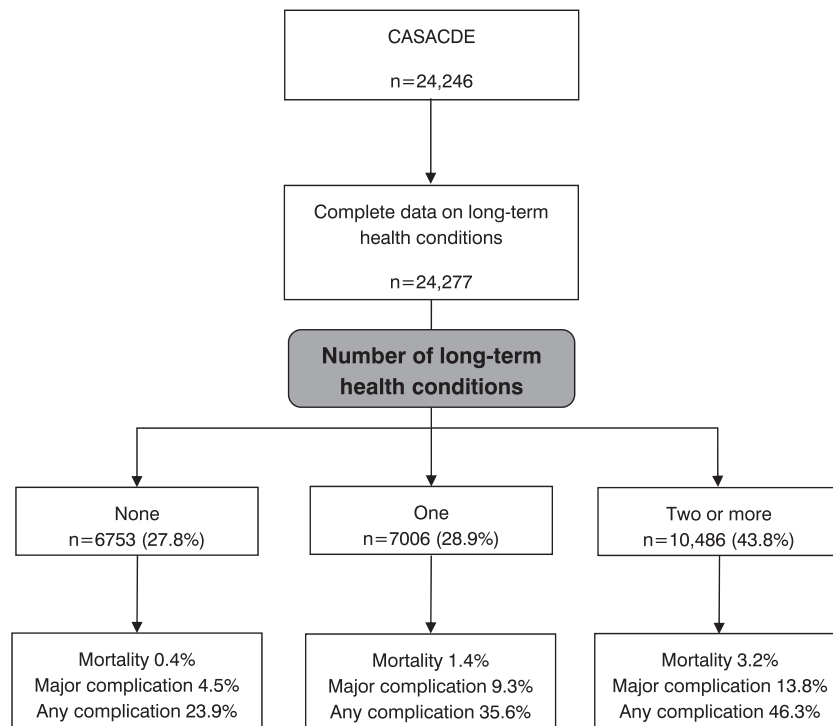 CASACDE
n=24,246
Complete data on long-term
health conditions
n=24,277
Number of long-term
health conditions
None
n=6753 (27.8%)
One
n=7006 (28.9%)
Two or more
n=10,486 (43.8%)
Mortality 0.4%
Major complication 4.5%
Any complication 23.9%
Mortality 1.4%
Major complication 9.3%
Any complication 35.6%
Mortality 3.2%
Major complication 13.8%
Any complication 46.3%